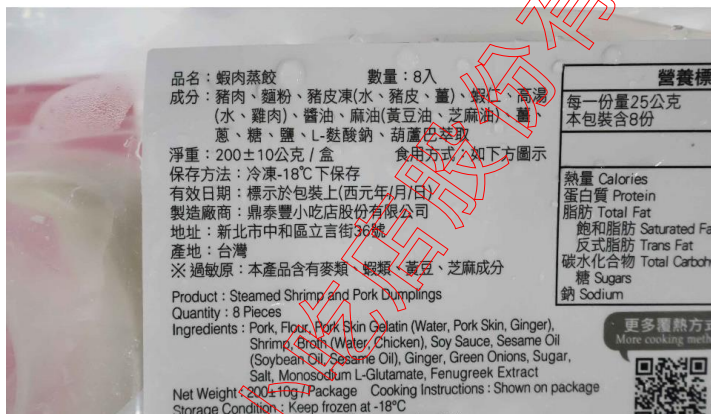 品名：蝦肉蒸餃 數量：8入
成分：豬肉、麵粉、豬皮凍(水、豬皮、薑)、蝦仁、高湯
(水、雞肉)、醬油、麻油(黃豆油、芝麻油)、薑、
蔥、糖、鹽、L-麩酸鈉、葫蘆巴萃取
淨重：200±10公克 / 盒 食用方式：如下方圖示
保存方法：冷凍-18℃下保存
有效日期：標示於包裝上(西元年/月/日)
製造廠商：鼎泰豐小吃店股份有限公司
地址：新北市中和區立言街36號
產地：台灣
※ 過敏原：本產品含有麥類、蝦類、黃豆、芝麻成分
Product : Steamed Shrimp and Pork Dumplings
Quantity : 8 Pieces
Ingredients : Pork, Flour, Pork Skin Gelatin (Water, Pork Skin, Ginger),
Shrimp, Broth (Water, Chicken), Soy Sauce, Sesame Oil
(Soybean Oil, Sesame Oil), Ginger, Green Onions, Sugar,
Salt, Monosodium L-Glutamate, Fenugreek Extract
Net Weight : 200±10g / Package Cooking Instructions : Shown on package
Storage Condition : Keep frozen at -18°C
營養標
每一份量25公克
本包裝含8份
熱量 Calories
蛋白質 Protein
脂肪 Total Fat
飽和脂肪 Saturated Fa
反式脂肪 Trans Fat
碳水化合物 Total Carboh
糖 Sugars
鈉 Sodium
更多覆熱方式
More cooking meth
小吃店股份有